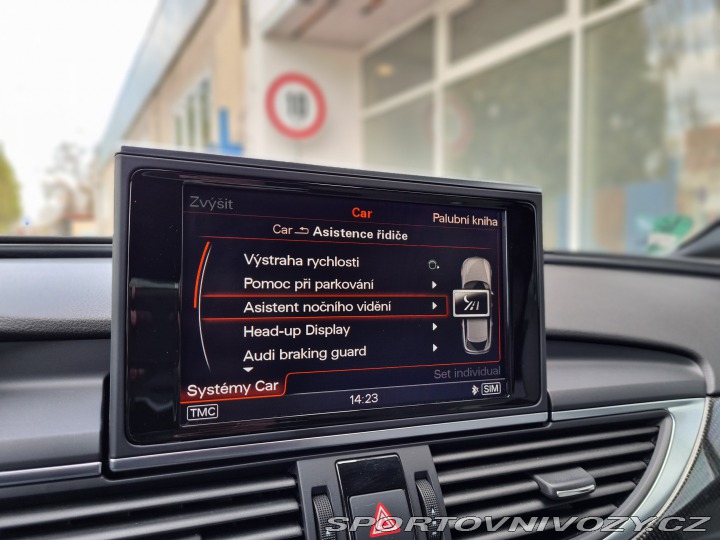 Zvýšit
Car
Palubní kniha
Car Asistence řidiče
Výstraha rychlosti
Pomoc při parkování
Asistent nočního vidění
Head-up Display
Audi braking guard
Set individual
Systémy Car
TMC
14:23
SIM
SPORTOVNIVOZY.CZ